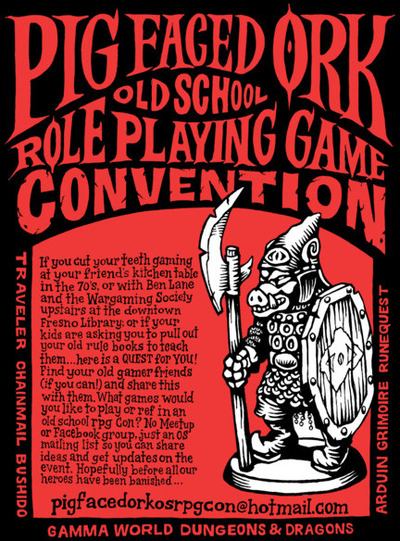 PIG FACED ORK
OLD SCHOOL
ROLE PLAYING GAME
CONVENTION
If you cut your teeth gaming
at your friend's kitchen table
in the 70's, or with Ben Lane
and the Wargaming Society
upstairs at the downtown
Fresno Library: or if your
kids are asking you to pull out
your old rule books to teach
them...here is a QUEST for YOU!
Find your old gamer friends
(if you can!) and share this
with them. What games would
you like to play or ref in an
old school rpg Con? No Meetup
or Facebook group, just an OS
mailing list so you can share
ideas and get updates on the
event. Hopefully before all our
heroes have been banished...
pigfacedorkosrpgcon@hotmail.com
TRAVELER CHAINMAIL BUSHIDO
ARDUIN GRIMOIRE RUNEQUEST
GAMMA WORLD DUNGEONS & DRAGONS